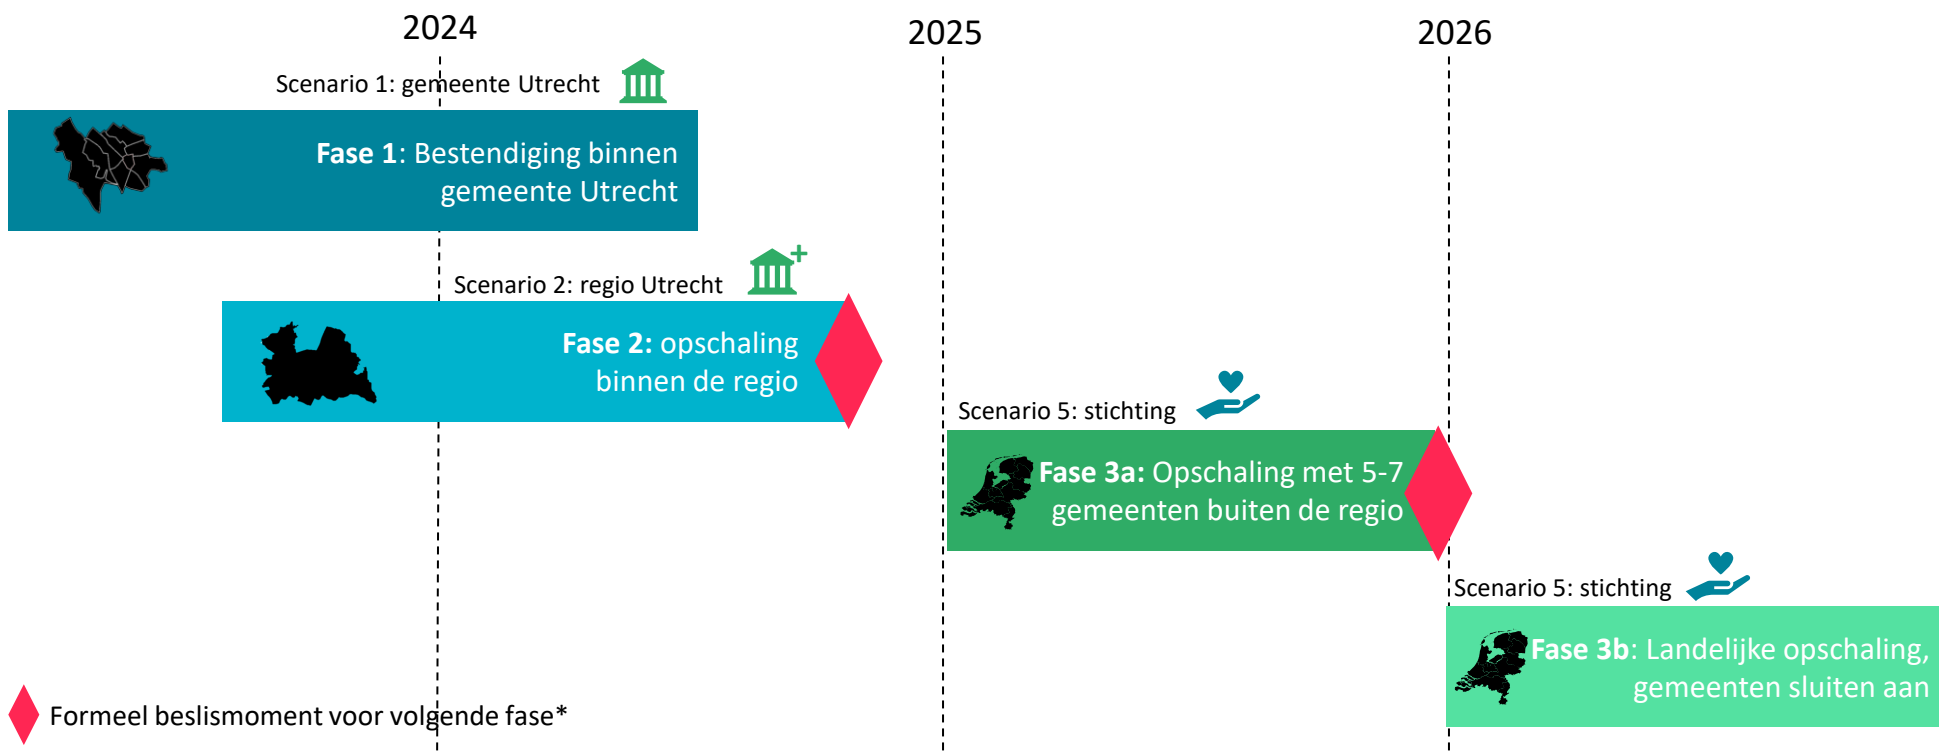 2024
2025
2026
Scenario 1: gemeente Utrecht
Fase 1: Bestendiging binnen
gemeente Utrecht
Scenario 2: regio Utrecht
Fase 2: opschaling
binnen de regio
Scenario 5: stichting
Fase 3a: Opschaling met 5-7
gemeenten buiten de regio
Scenario 5: stichting
Fase 3b: Landelijke opschaling,
gemeenten sluiten aan
Formeel beslismoment voor volgende fase*